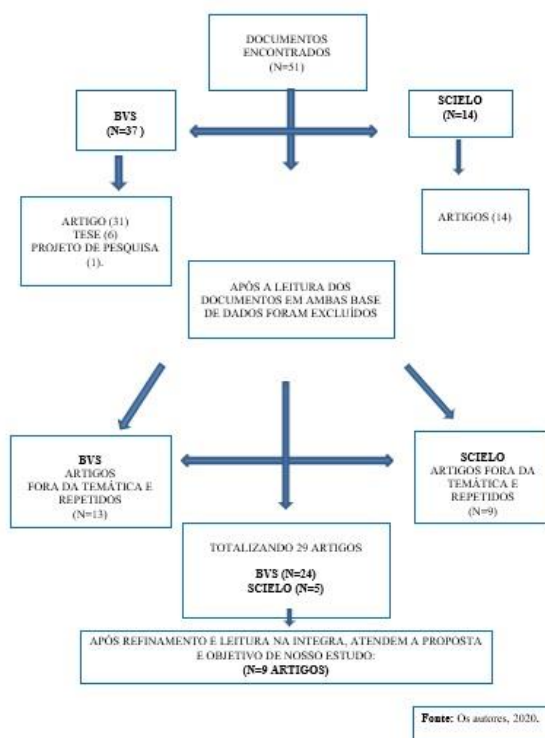 DOCUMENTOS
ENCONTRADOS
(N=51)
BVS
(N=37 )
SCIELO
(N=14)
ARTIGO (31)
TESE (6)
PROJETO DE PESQUISA
(1).
ARTIGOS (14)
APÓS A LEITURA DOS
DOCUMENTOS EM AMBAS BASE
DE DADOS FORAM EXCLUÍDOS
BVS
ARTIGOS
FORA DA TEMÁTICA E
REPETIDOS
(N=13)
SCIELO
ARTIGOS FORA DA
TEMÁTICA E
REPETIDOS
(N=9)
TOTALIZANDO 29 ARTIGOS
BVS (N=24)
SCIELO (N=5)
APÓS REFINAMENTO E LEITURA NA INTEGRA, ATENDEM A PROPOSTA
E OBJETIVO DE NOSSO ESTUDO:
(N=9 ARTIGOS)
Fonte: Os autores, 2020.